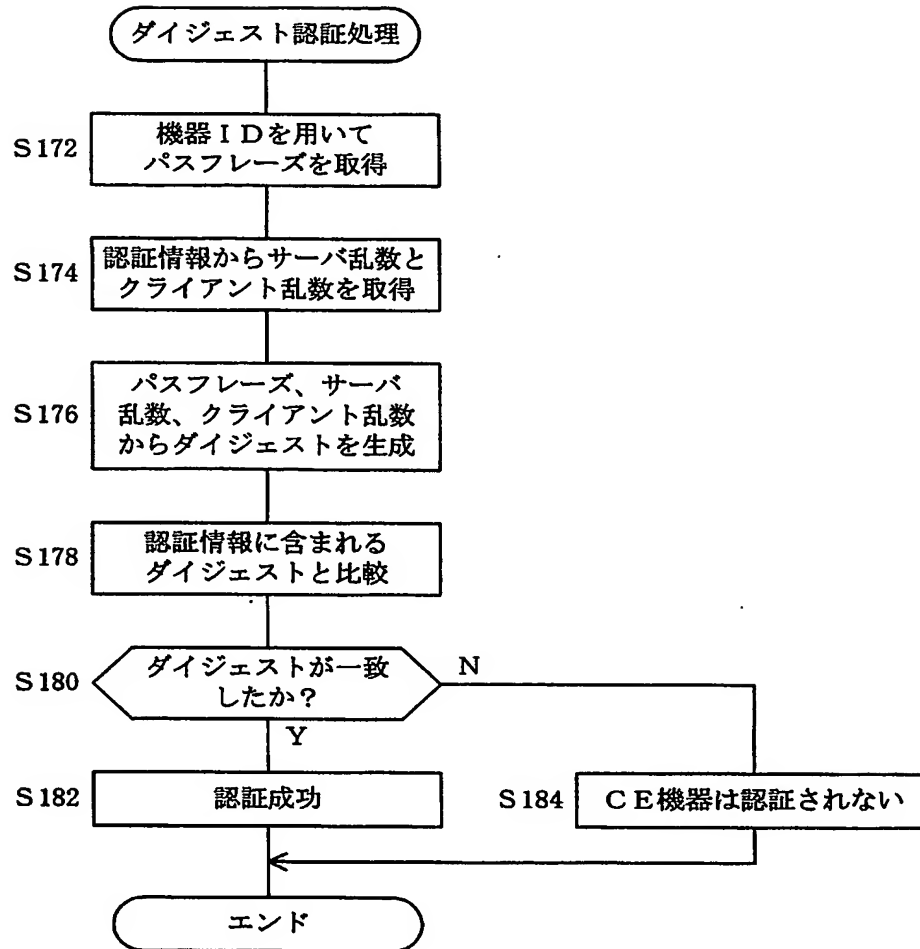 ダイジェスト認証処理
S172
機器IDを用いて
パスフレーズを取得
S174
認証情報からサーバ乱数と
クライアント乱数を取得
S176
パスフレーズ、サーバ
乱数、クライアント乱数
からダイジェストを生成
S178
認証情報に含まれる
ダイジェストと比較
S180
ダイジェストが一致
したか?
N
Y
S182
認証成功
S184
CE機器は認証されない
エンド